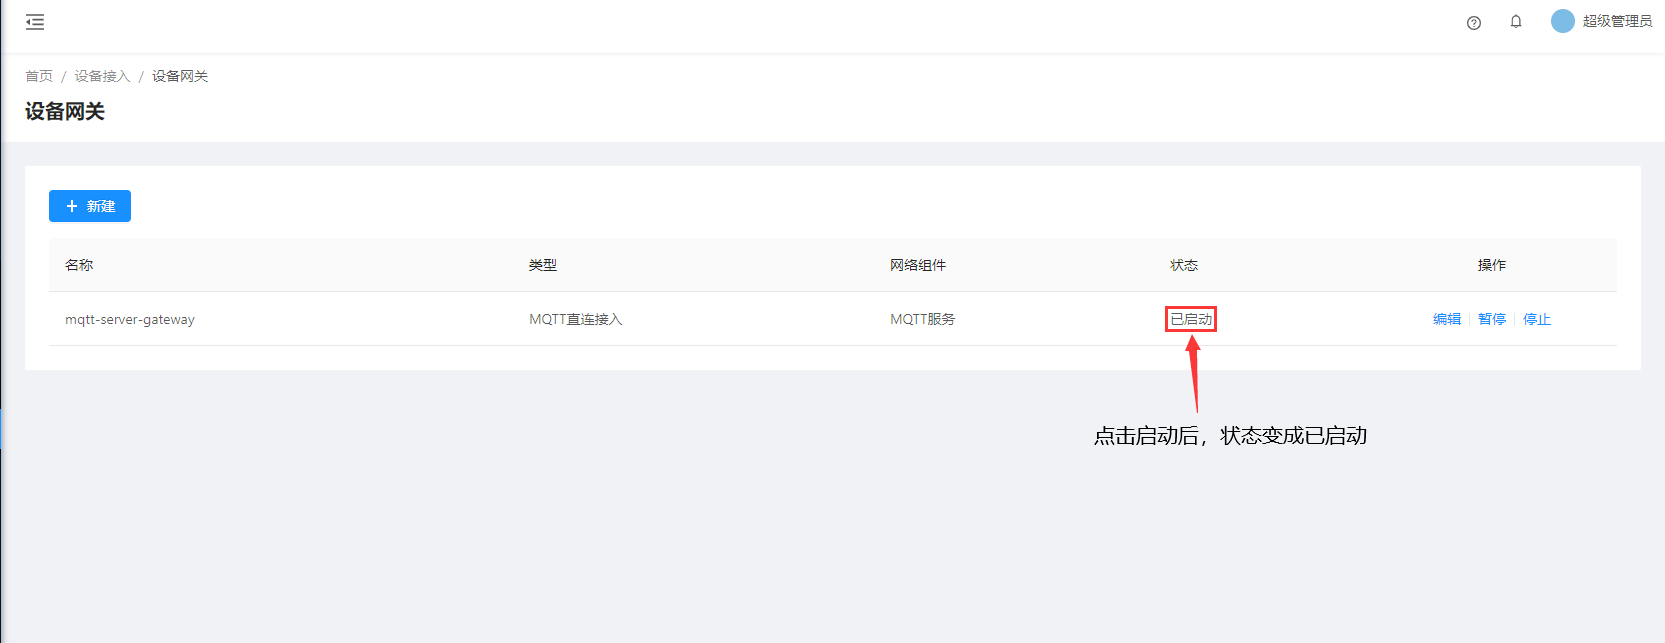 超级管理员
首页 / 设备接入 / 设备网关
设备网关
+ 新建
名称 类型 网络组件 状态 操作
mqtt-server-gateway MQTT直连接入 MQTT服务 已启动 编辑 暂停 停止
点击启动后，状态变成已启动